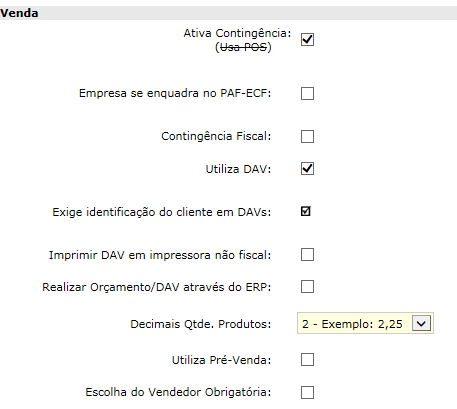 Venda
Ativa Contingência:
(Usa POS)
Empresa se enquadra no PAF-ECF:
Contingência Fiscal:
Utiliza DAV:
Exige identificação do cliente em DAVs:
Imprimir DAV em impressora não fiscal:
Realizar Orçamento/DAV através do ERP:
Decimais Qtde. Produtos: 2 - Exemplo: 2,25
Utiliza Pré-Venda:
Escolha do Vendedor Obrigatória: